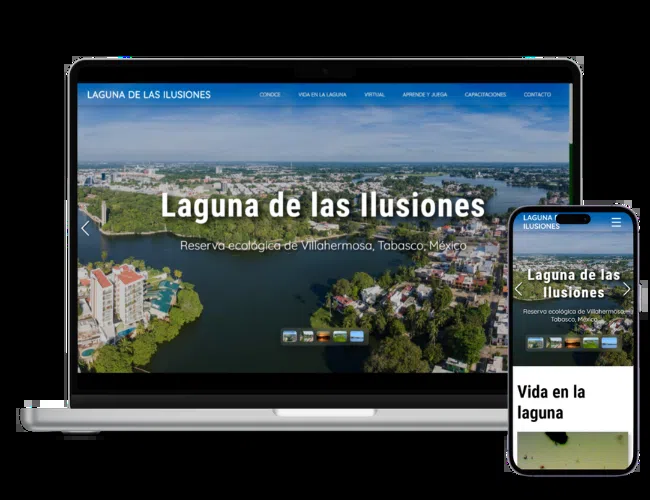 LAGUNA DE LAS ILUSIONES
CONOCE
VIDA EN LA LAGUNA
VIRTUAL
APRENDE Y JUEGA
CAPACITACIONES
CONTACTO
Laguna de las Ilusiones
Reserva ecológica de Villahermosa, Tabasco, México
LAGUNA
ILUSIONES
Laguna de las
Ilusiones
Reserva ecológica de Villahermosa,
Tabasco, México
Vida en la
laguna